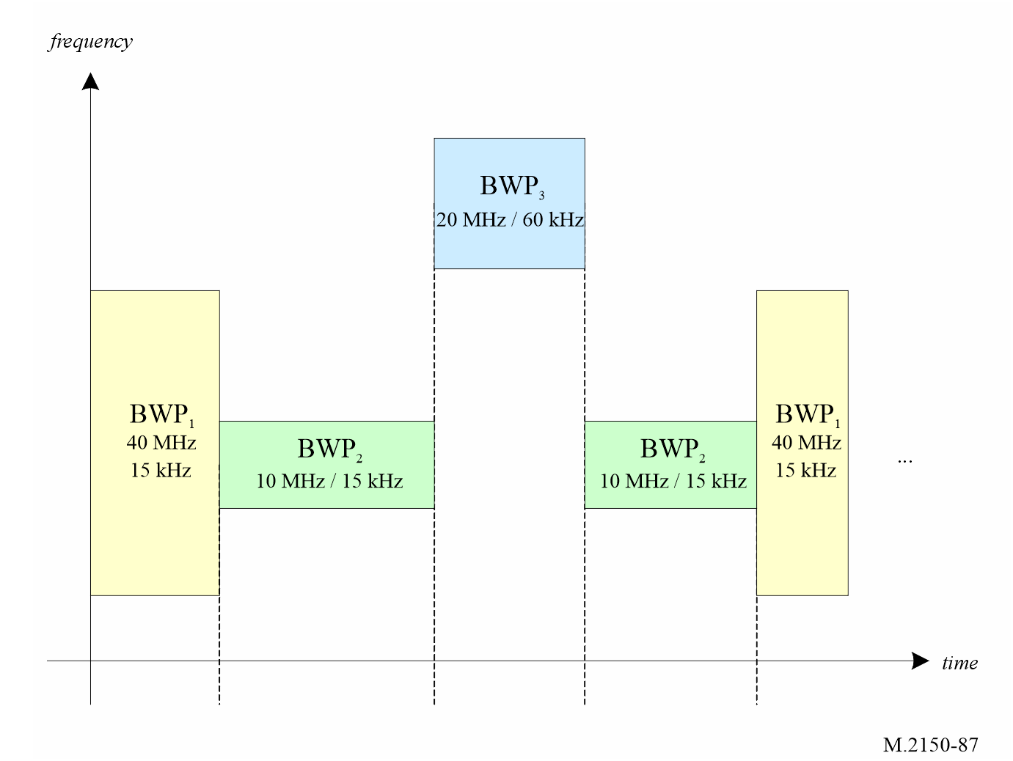 frequency
BWP3
20 MHz / 60 kHz
BWP1
40 MHz
15 kHz
BWP2
10 MHz / 15 kHz
BWP2
10 MHz / 15 kHz
BWP1
40 MHz
15 kHz
...
time
M.2150-87